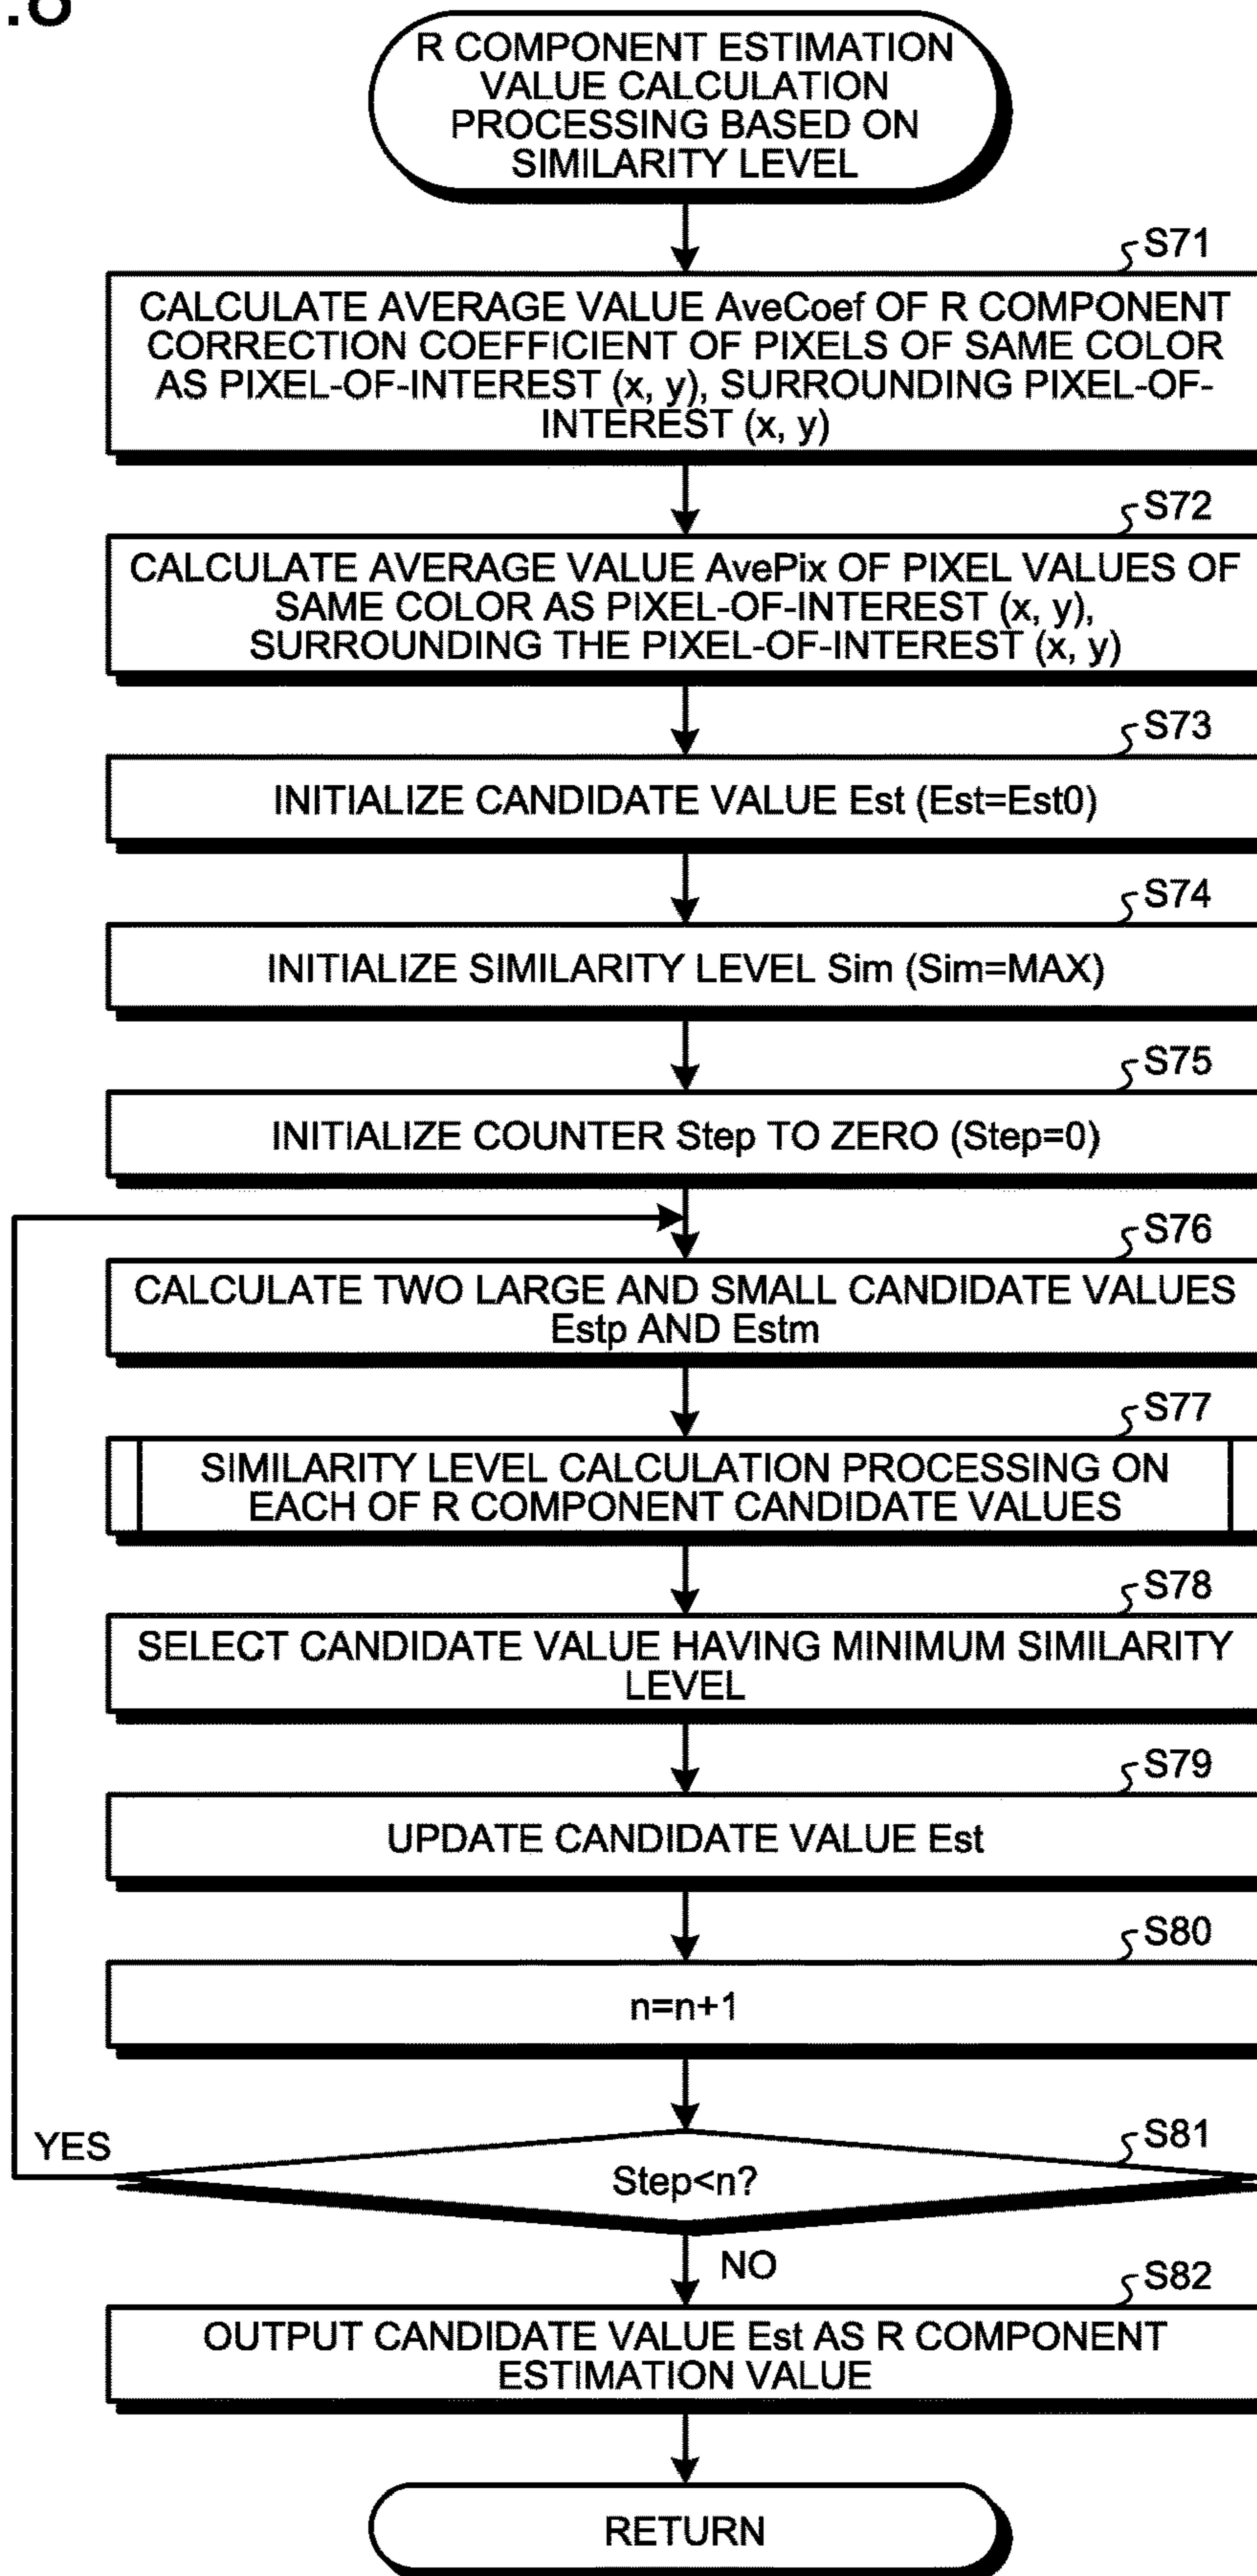 .8
R COMPONENT ESTIMATION
VALUE CALCULATION
PROCESSING BASED ON
SIMILARITY LEVEL
S71
CALCULATE AVERAGE VALUE AveCoef OF R COMPONENT
CORRECTION COEFFICIENT OF PIXELS OF SAME COLOR
AS PIXEL-OF-INTEREST (x, y), SURROUNDING PIXEL-OF-
INTEREST (x, y)
S72
CALCULATE AVERAGE VALUE AvePix OF PIXEL VALUES OF
SAME COLOR AS PIXEL-OF-INTEREST (x, y),
SURROUNDING THE PIXEL-OF-INTEREST (x, y)
S73
INITIALIZE CANDIDATE VALUE Est (Est=Est0)
S74
INITIALIZE SIMILARITY LEVEL Sim (Sim=MAX)
S75
INITIALIZE COUNTER Step TO ZERO (Step=0)
S76
CALCULATE TWO LARGE AND SMALL CANDIDATE VALUES
Estp AND Estm
S77
SIMILARITY LEVEL CALCULATION PROCESSING ON
EACH OF R COMPONENT CANDIDATE VALUES
S78
SELECT CANDIDATE VALUE HAVING MINIMUM SIMILARITY
LEVEL
S79
UPDATE CANDIDATE VALUE Est
S80
n=n+1
S81
YES
Step<n?
NO
S82
OUTPUT CANDIDATE VALUE Est AS R COMPONENT
ESTIMATION VALUE
RETURN